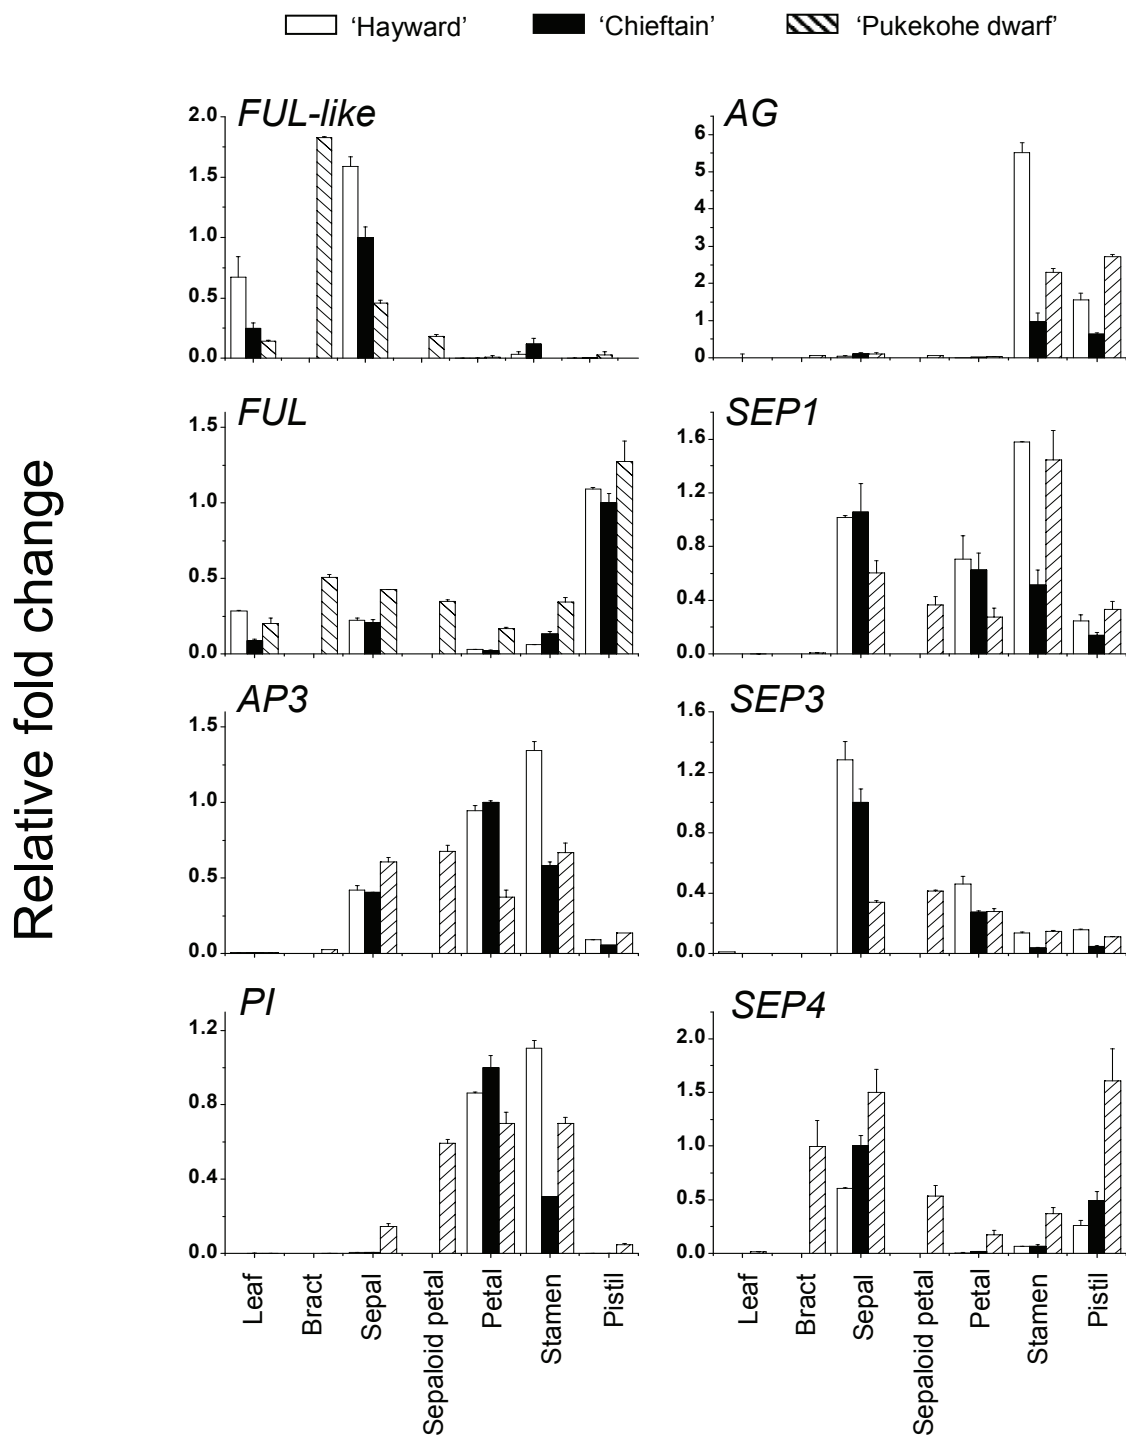 ‘Hayward’ ‘Chieftain’ ‘Pukekohe dwarf’
Relative fold change
FUL-like
2.0
1.5
1.0
0.5
0.0
AG
6
5
4
3
2
1
0
FUL
1.5
1.0
0.5
0.0
SEP1
1.6
1.2
0.8
0.4
0.0
AP3
1.5
1.0
0.5
0.0
SEP3
1.6
1.2
0.8
0.4
0.0
PI
1.2
0.8
0.4
0.0
SEP4
2.0
1.5
1.0
0.5
0.0
Leaf
Bract
Sepal
Sepaloid petal
Petal
Stamen
Pistil
Leaf
Bract
Sepal
Sepaloid petal
Petal
Stamen
Pistil